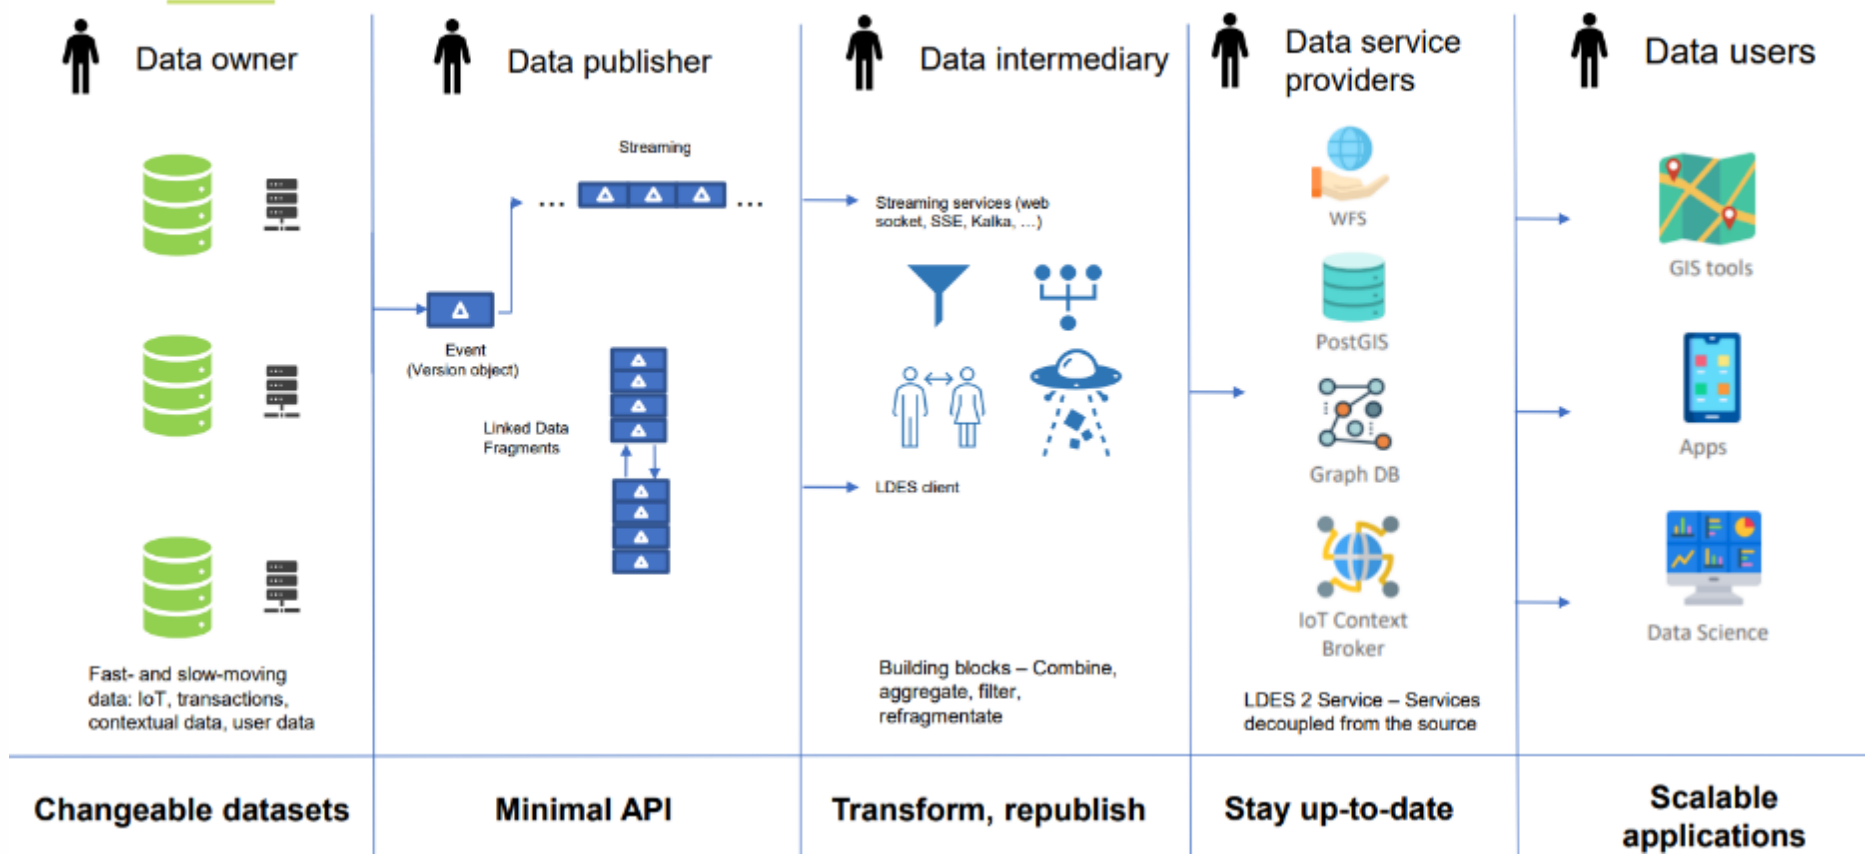 Data owner
Fast- and slow-moving
data: IoT, transactions,
contextual data, user data
Changeable datasets
Data publisher
Streaming
...
...
Event
(Version object)
Linked Data
Fragments
Minimal API
Data intermediary
Streaming services (web
socket, SSE, Kalka, ...)
LDES client
Building blocks – Combine,
aggregate, filter,
refragmentate
Transform, republish
Data service
providers
WFS
PostGIS
Graph DB
IoT Context
Broker
LDES 2 Service – Services
decoupled from the source
Stay up-to-date
Data users
GIS tools
Apps
Data Science
Scalable
applications